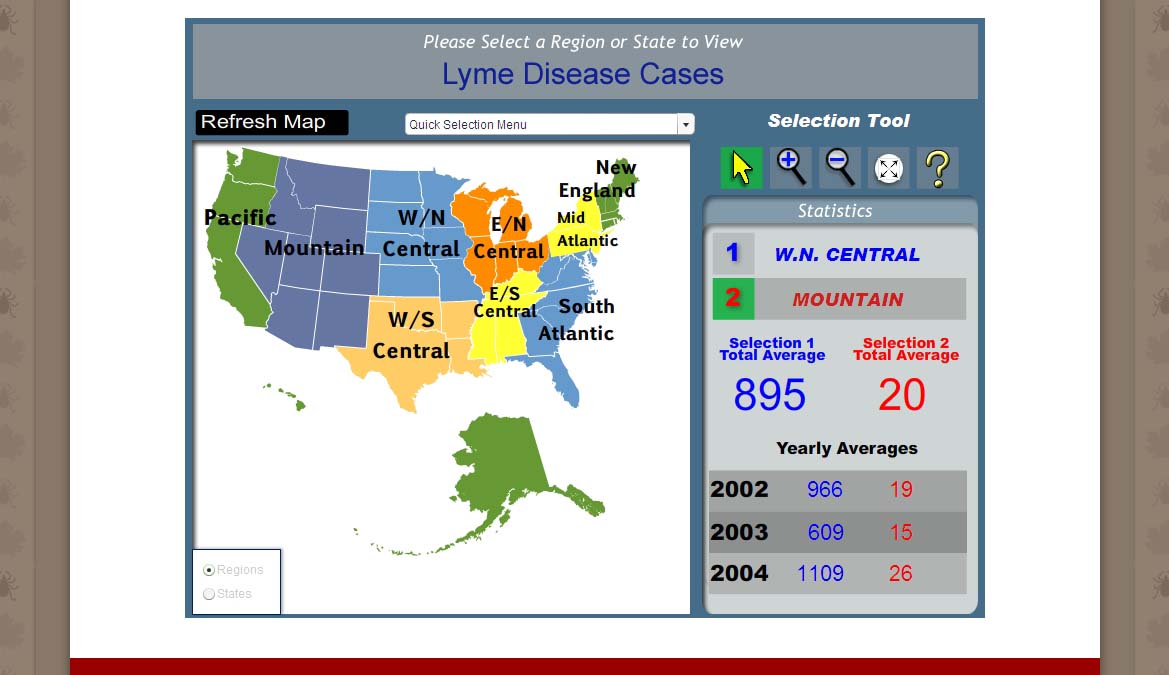 Please Select a Region or State to View
Lyme Disease Cases
Refresh Map
Quick Selection Menu
Selection Tool
New
England
Pacific
W/N
Central
E/N
Central
Mid
Atlantic
Mountain
E/S
Central
South
Atlantic
W/S
Central
Regions
States
Statistics
1 W.N. CENTRAL
2 MOUNTAIN
Selection 1 Selection 2
Total Average Total Average
895 20
Yearly Averages
2002 966 19
2003 609 15
2004 1109 26